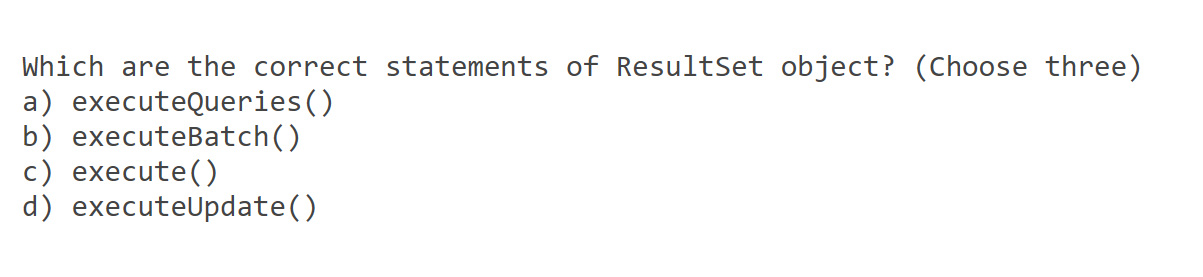 Which are the correct statements of ResultSet object? (Choose three)
a) executeQueries()
b) executeBatch()
c) execute()
d) executeUpdate()